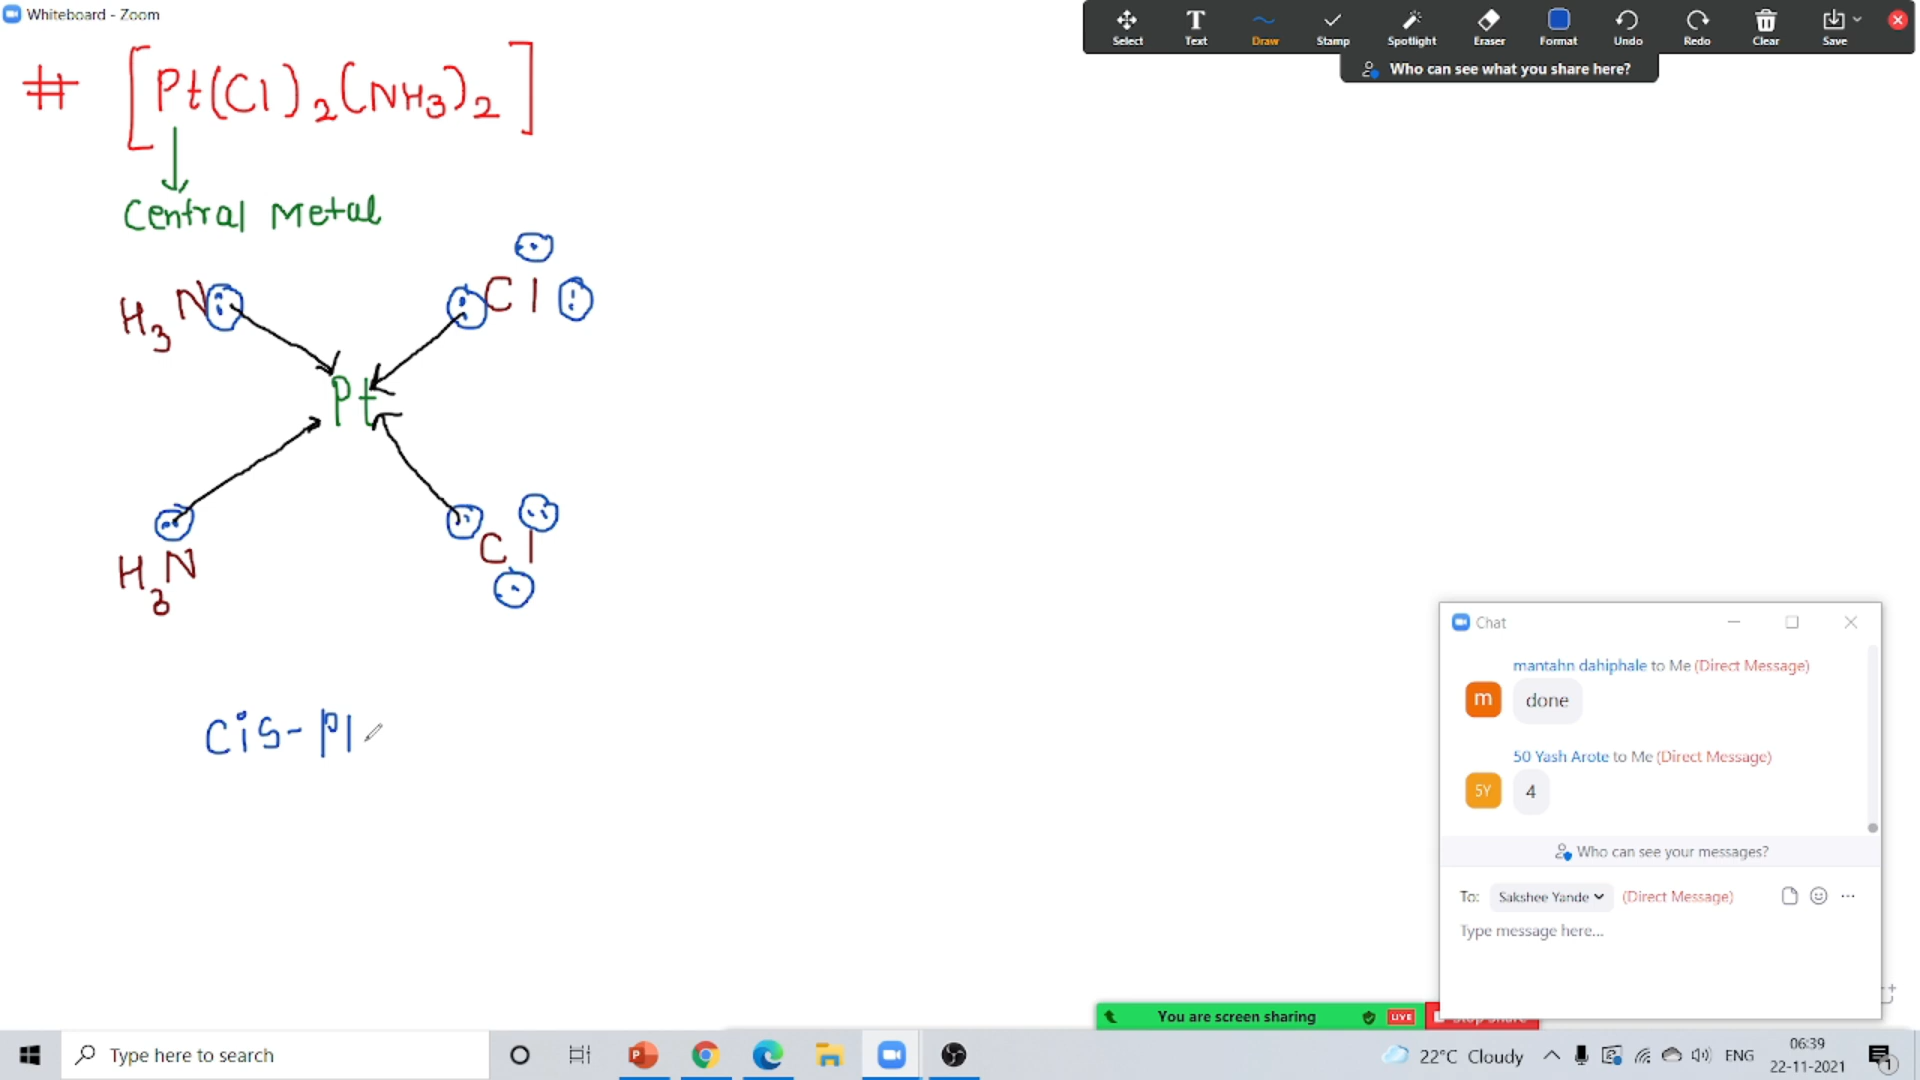 Whiteboard - Zoom
Select Text Draw Stamp Spotlight Eraser Format Undo Redo Clear Save
Who can see what you share here?
# [Pt(Cl)2(NH3)2]
Central Metal
H3N Cl
Pt
H3N Cl
Cis-Pl
Chat
mantahn dahiphale to Me (Direct Message)
m done
50 Yash Arote to Me (Direct Message)
5Y 4
Who can see your messages?
To: Sakshee Yande (Direct Message)
Type message here...
You are screen sharing LIVE
Type here to search
22°C Cloudy ENG 06:39
22-11-2021 1